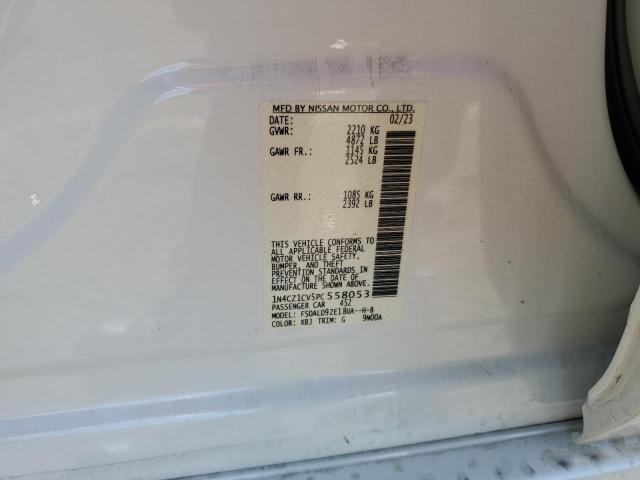 MFD BY NISSAN MOTOR CO., LTD.
DATE: 02/23
GVWR: 2210 KG
4872 LB
GAWR FR.: 1145 KG
2524 LB
GAWR RR.: 1085 KG
2392 LB
THIS VEHICLE CONFORMS TO
ALL APPLICABLE FEDERAL
MOTOR VEHICLE SAFETY,
BUMPER, AND THEFT
PREVENTION STANDARDS
IN EFFECT ON THE DATE OF
MANUFACTURE SHOWN ABOVE.
1N4CZ1CV5PC558053
PASSENGER CAR 452
MODEL: FSDALD9ZE18UA--H-B
COLOR: XBJ TRIM: G 9N00A